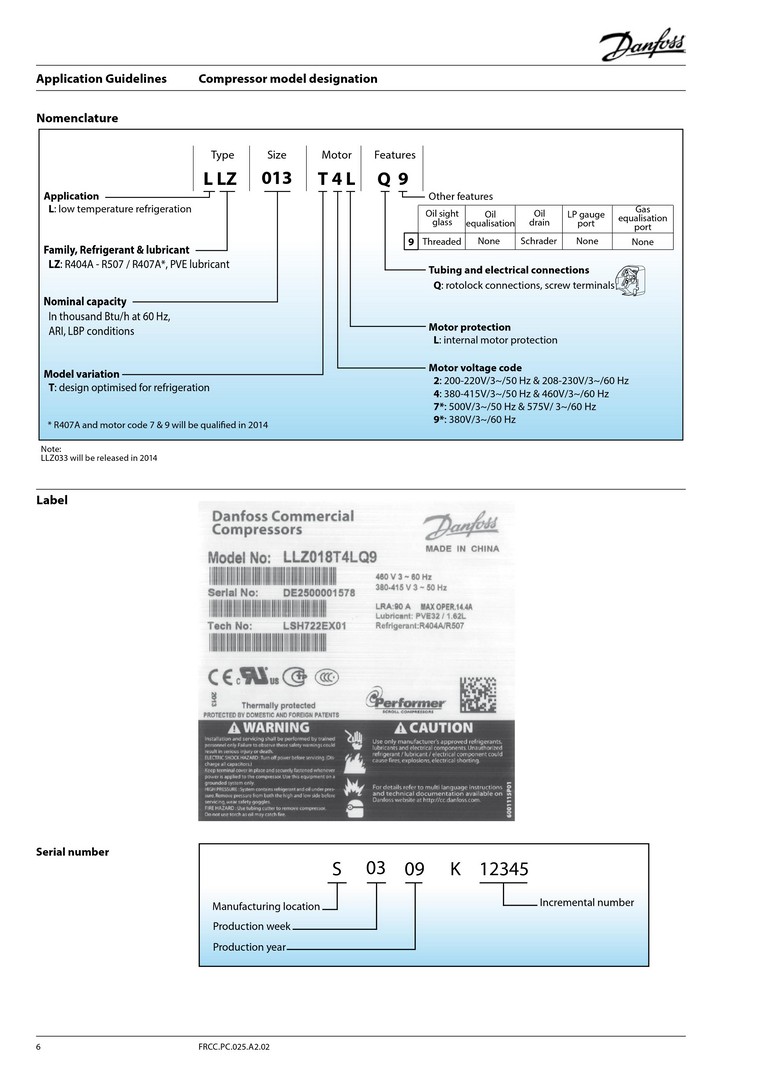 Danfoss
Application Guidelines Compressor model designation
Nomenclature
Type Size Motor Features
L LZ 013 T 4 L Q 9
Application
L: low temperature refrigeration
Other features
Oil sight glass Oil equalisation Oil drain LP gauge port Gas equalisation port
9 Threaded None Schrader None None
Family, Refrigerant & lubricant
LZ: R404A - R507 / R407A*, PVE lubricant
Tubing and electrical connections
Q: rotolock connections, screw terminals
Nominal capacity
In thousand Btu/h at 60 Hz,
ARI, LBP conditions
Motor protection
L: internal motor protection
Model variation
T: design optimised for refrigeration
Motor voltage code
2: 200-220V/3~/50 Hz & 208-230V/3~/60 Hz
4: 380-415V/3~/50 Hz & 460V/3~/60 Hz
7*: 500V/3~/50 Hz & 575V/ 3~/60 Hz
9*: 380V/3~/60 Hz
* R407A and motor code 7 & 9 will be qualified in 2014
Note:
LLZ033 will be released in 2014
Label
Danfoss Commercial
Compressors
Danfoss
MADE IN CHINA
Model No: LLZ018T4LQ9
460 V 3 ~ 60 Hz
380-415 V 3 ~ 50 Hz
Serial No: DE2500001578
LRA:90 A MAX OPER.14.4A
Lubricant: PVE32 / 1.62L
Refrigerant:R404A/R507
Tech No: LSH722EX01
CE c us CCC
2013
Thermally protected
PROTECTED BY DOMESTIC AND FOREIGN PATENTS
Performer
SCROLL COMPRESSORS
WARNING
Installation and servicing shall be performed by trained
personnel only. Failure to observe these safety warnings could
result in serious injury or death.
ELECTRIC SHOCK HAZARD :Turn off power before servicing. (Dis-
charge all capacitors.)
Keep terminal cover in place and securely fastened whenever
power is applied to the compressor. Use this equipment on a
grounded system only.
HIGH PRESSURE : System contains refrigerant and oil under pres-
sure. Remove pressure from both the high and low side before
servicing, wear safety goggles.
FIRE HAZARD : Use tubing cutter to remove compressor.
Do not use torch as oil may catch fire.
CAUTION
Use only manufacturer's approved refrigerants,
lubricants and electrical components. Unauthorized
refrigerant / lubricant / electrical component could
cause fires, explosions, electrical shorting.
For details refer to multi language instructions
and technical documentation available on
Danfoss website at http://cc.danfoss.com.
Serial number
S 03 09 K 12345
Manufacturing location
Incremental number
Production week
Production year
6 FRCC.PC.025.A2.02